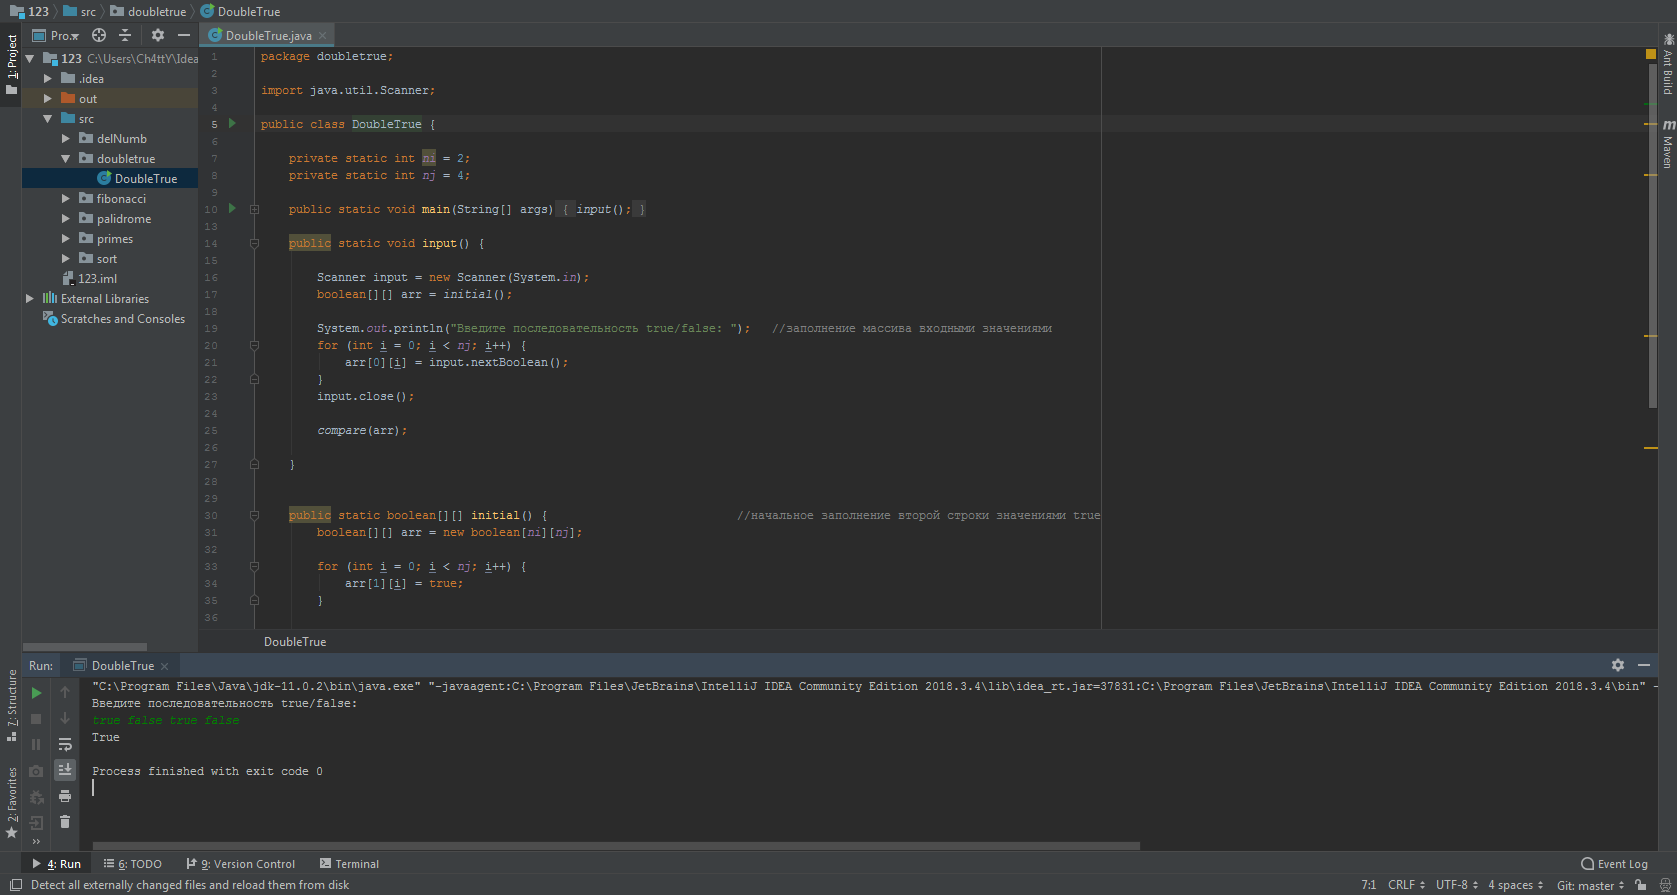 123 src doubletrue DoubleTrue
Pro...
DoubleTrue.java
1: Project
123 C:\Users\Ch4ttY\Idea
.idea
out
src
delNumb
doubletrue
DoubleTrue
fibonacci
palidrome
primes
sort
123.iml
External Libraries
Scratches and Consoles
1 package doubletrue;
2
3 import java.util.Scanner;
4
5 public class DoubleTrue {
6
7 private static int ni = 2;
8 private static int nj = 4;
9
10 public static void main(String[] args) { input(); }
13
14 public static void input() {
15
16 Scanner input = new Scanner(System.in);
17 boolean[][] arr = initial();
18
19 System.out.println("Введите последовательность true/false: "); //заполнение массива входными значениями
20 for (int i = 0; i < nj; i++) {
21 arr[0][i] = input.nextBoolean();
22 }
23 input.close();
24
25 compare(arr);
26
27 }
28
29
30 public static boolean[][] initial() { //начальное заполнение второй строки значениями true
31 boolean[][] arr = new boolean[ni][nj];
32
33 for (int i = 0; i < nj; i++) {
34 arr[1][i] = true;
35 }
36
DoubleTrue
Ant Build
Maven
Run: DoubleTrue
"C:\Program Files\Java\jdk-11.0.2\bin\java.exe" "-javaagent:C:\Program Files\JetBrains\IntelliJ IDEA Community Edition 2018.3.4\lib\idea_rt.jar=37831:C:\Program Files\JetBrains\IntelliJ IDEA Community Edition 2018.3.4\bin" -
Введите последовательность true/false:
true false true false
True
Process finished with exit code 0
7: Structure
2: Favorites
4: Run 6: TODO 9: Version Control Terminal Event Log
Detect all externally changed files and reload them from disk 7:1 CRLF UTF-8 4 spaces Git: master